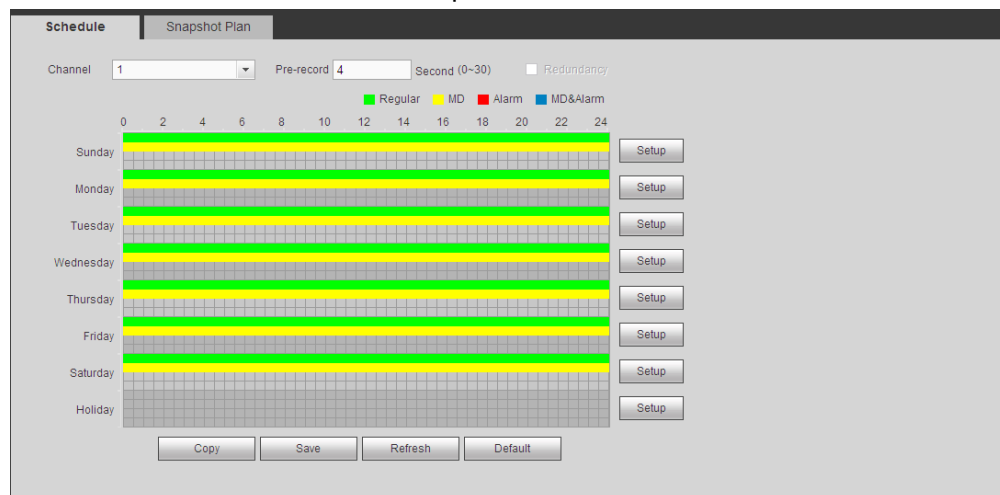 Schedule Snapshot Plan
Channel 1 Pre-record 4 Second (0~30) Redundancy
Regular MD Alarm MD&Alarm
0 2 4 6 8 10 12 14 16 18 20 22 24
Sunday Setup
Monday Setup
Tuesday Setup
Wednesday Setup
Thursday Setup
Friday Setup
Saturday Setup
Holiday Setup
Copy Save Refresh Default